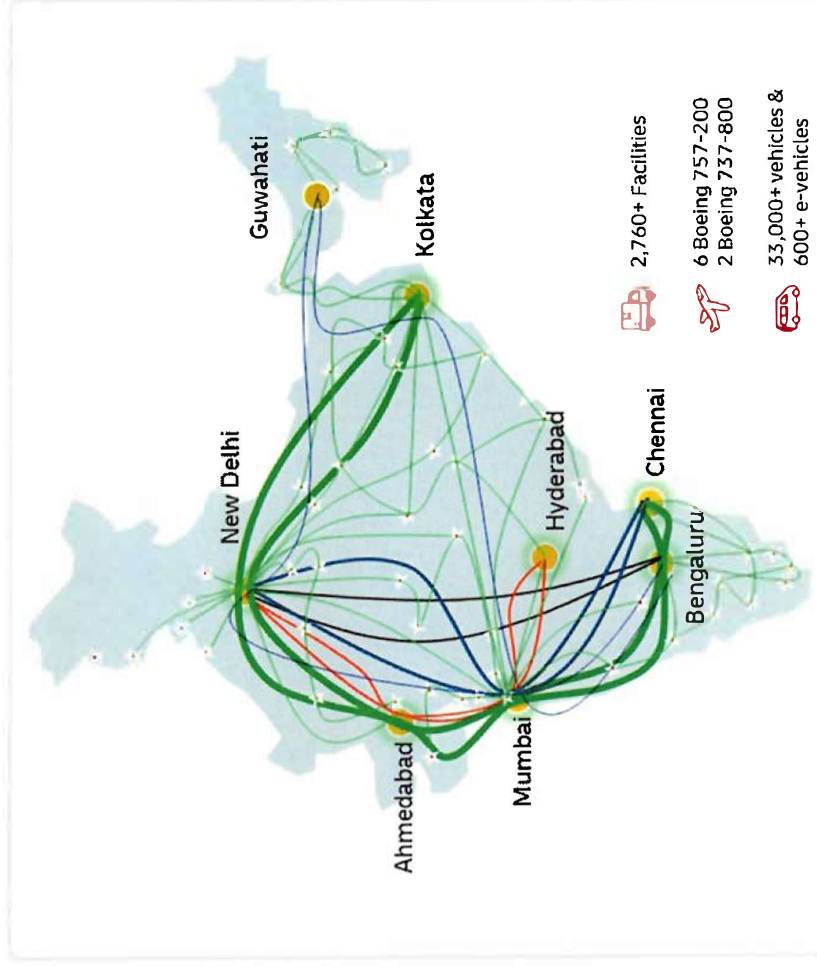 New Delhi
Guwahati
Ahmedabad
Kolkata
Mumbai
Hyderabad
Bengaluru
Chennai
2,760+ Facilities
6 Boeing 757-200
2 Boeing 737-800
33,000+ vehicles &
600+ e-vehicles